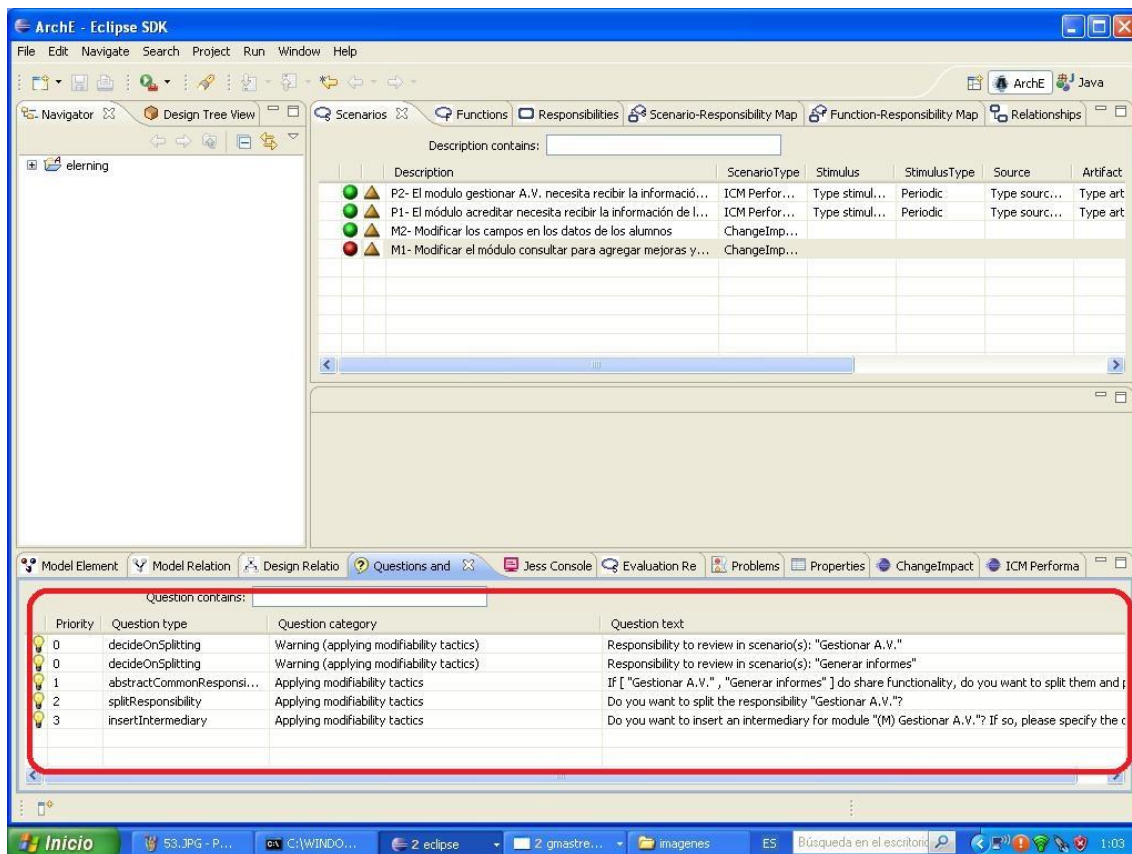 ArchE - Eclipse SDK
File Edit Navigate Search Project Run Window Help
ArchE Java
Navigator Design Tree View
elerning
Scenarios Functions Responsibilities Scenario-Responsibility Map Function-Responsibility Map Relationships
Description contains:
Description ScenarioType Stimulus StimulusType Source Artifact
P2- El modulo gestionar A.V. necesita recibir la informació... ICM Perfor... Type stimul... Periodic Type sourc... Type art
P1- El módulo acreditar necesita recibir la información de l... ICM Perfor... Type stimul... Periodic Type sourc... Type art
M2- Modificar los campos en los datos de los alumnos ChangeImp...
M1- Modificar el módulo consultar para agregar mejoras y... ChangeImp...
Model Element Model Relation Design Relatio Questions and Jess Console Evaluation Re Problems Properties ChangeImpact ICM Performa
Question contains:
Priority Question type Question category Question text
0 decideOnSplitting Warning (applying modifiability tactics) Responsibility to review in scenario(s): "Gestionar A.V."
0 decideOnSplitting Warning (applying modifiability tactics) Responsibility to review in scenario(s): "Generar informes"
1 abstractCommonResponsi... Applying modifiability tactics If [ "Gestionar A.V." , "Generar informes" ] do share functionality, do you want to split them and
2 splitResponsibility Applying modifiability tactics Do you want to split the responsibility "Gestionar A.V."?
3 insertIntermediary Applying modifiability tactics Do you want to insert an intermediary for module "(M) Gestionar A.V."? If so, please specify the
Inicio 53.JPG - P... C:\WINDO... 2 eclipse 2 gmastre... imagenes ES Búsqueda en el escritorio 1:03